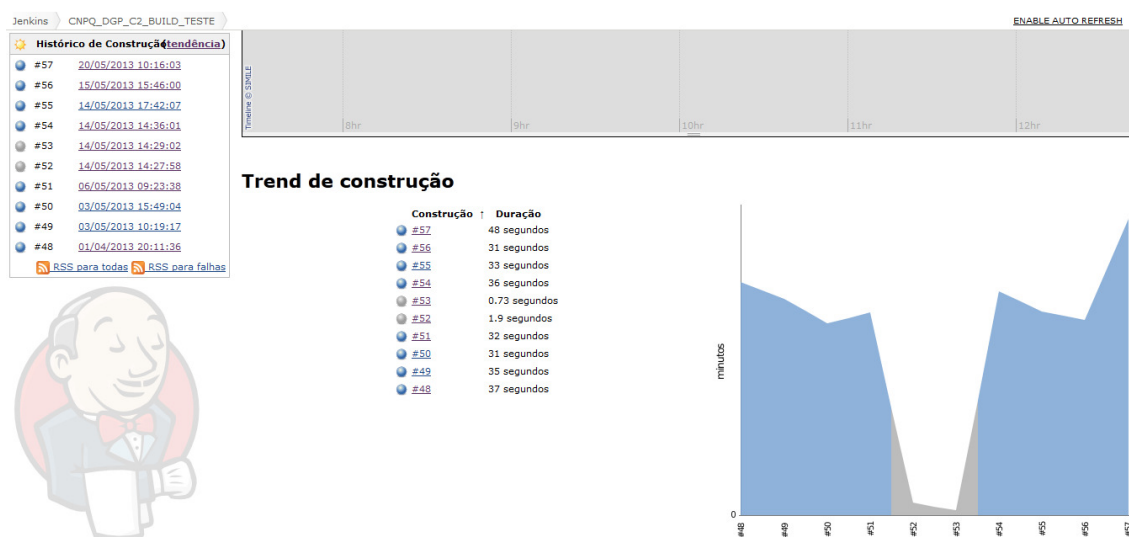 Jenkins CNPQ_DGP_C2_BUILD_TESTE ENABLE AUTO REFRESH
Histórico de Construção(tendência)
#57 20/05/2013 10:16:03
#56 15/05/2013 15:46:00
#55 14/05/2013 17:42:07
#54 14/05/2013 14:36:01
#53 14/05/2013 14:29:02
#52 14/05/2013 14:27:58
#51 06/05/2013 09:23:38
#50 03/05/2013 15:49:04
#49 03/05/2013 10:19:17
#48 01/04/2013 20:11:36
RSS para todas RSS para falhas
Timeline © SIMILE
8hr 9hr 10hr 11hr 12hr
Trend de construção
Construção ↑ Duração
#57 48 segundos
#56 31 segundos
#55 33 segundos
#54 36 segundos
#53 0.73 segundos
#52 1.9 segundos
#51 32 segundos
#50 31 segundos
#49 35 segundos
#48 37 segundos
minutos
0
#48 #49 #50 #51 #52 #53 #54 #55 #56 #57